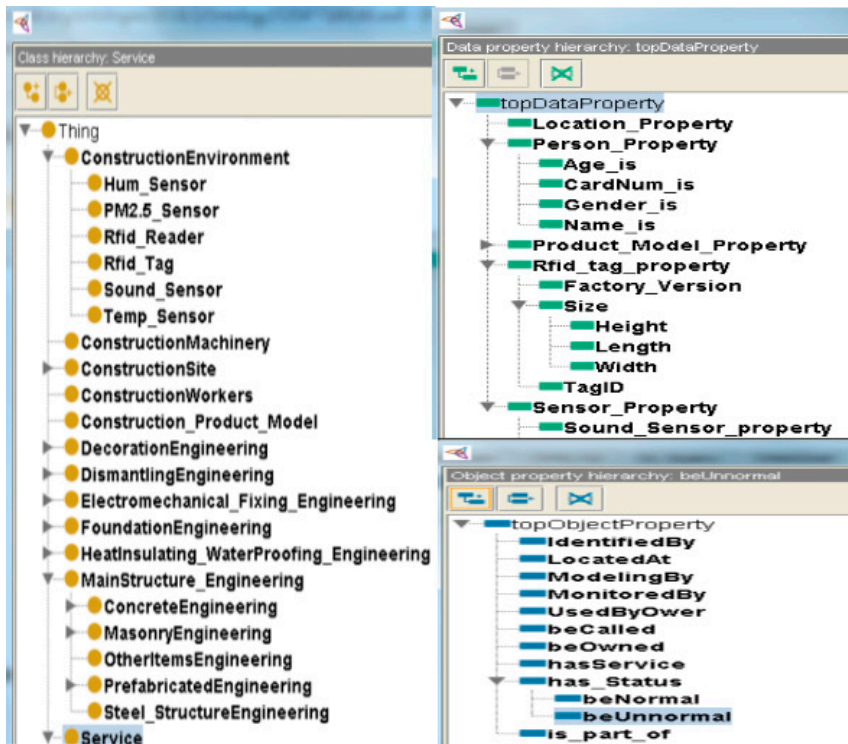 Class hierarchy: Service
Thing
ConstructionEnvironment
Hum_Sensor
PM2.5_Sensor
Rfid_Reader
Rfid_Tag
Sound_Sensor
Temp_Sensor
ConstructionMachinery
ConstructionSite
ConstructionWorkers
Construction_Product_Model
DecorationEngineering
DismantlingEngineering
Electromechanical_Fixing_Engineering
FoundationEngineering
HeatInsulating_WaterProofing_Engineering
MainStructure_Engineering
ConcreteEngineering
MasonryEngineering
OtherItemsEngineering
PrefabricatedEngineering
Steel_StructureEngineering
Service
Data property hierarchy: topDataProperty
topDataProperty
Location_Property
Person_Property
Age_is
CardNum_is
Gender_is
Name_is
Product_Model_Property
Rfid_tag_property
Factory_Version
Size
Height
Length
Width
TagID
Sensor_Property
Sound_Sensor_property
Object property hierarchy: beUnnormal
topObjectProperty
IdentifiedBy
LocatedAt
ModelingBy
MonitoredBy
UsedByOwer
beCalled
beOwned
hasService
has_Status
beNormal
beUnnormal
is_part_of